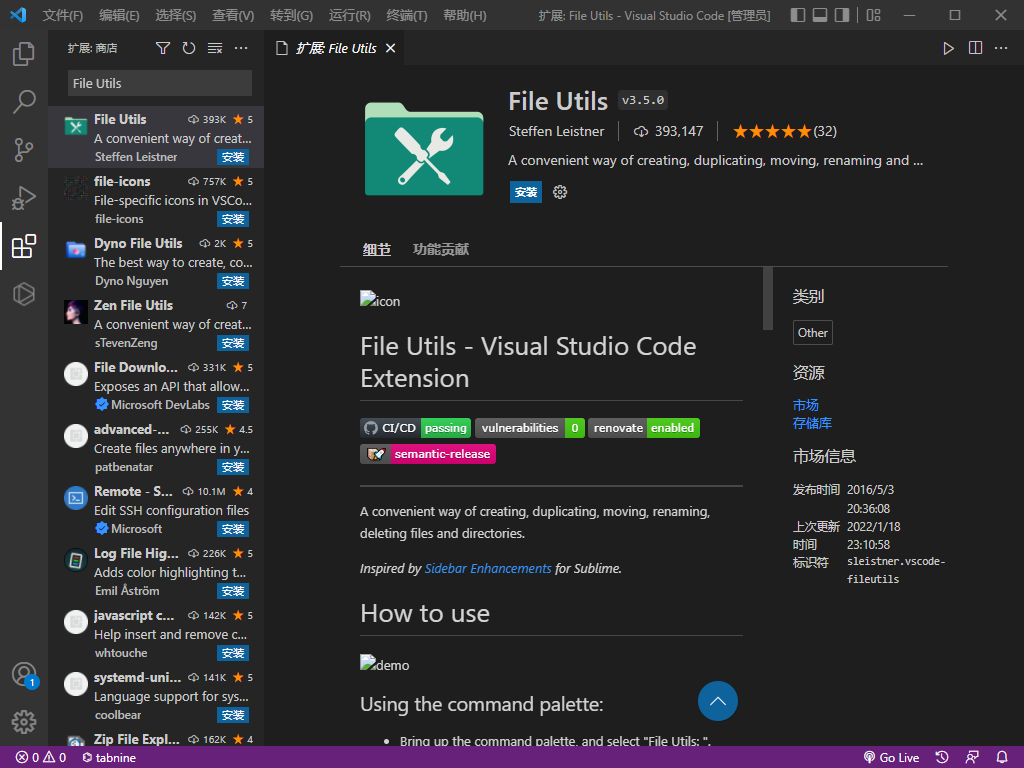 文件(F) 编辑(E) 选择(S) 查看(V) 转到(G) 运行(R) 终端(T) 帮助(H) 扩展: File Utils - Visual Studio Code [管理员]
扩展: 商店
扩展: File Utils
File Utils
File Utils 393K 5
A convenient way of creat...
Steffen Leistner 安装
file-icons 757K 5
File-specific icons in VSCo...
file-icons 安装
Dyno File Utils 2K 5
The best way to create, co...
Dyno Nguyen 安装
Zen File Utils 7
A convenient way of creat...
sTevenZeng 安装
File Downlo... 331K 5
Exposes an API that allow...
Microsoft DevLabs 安装
advanced-... 255K 4.5
Create files anywhere in y...
patbenatar 安装
Remote - S... 10.1M 4
Edit SSH configuration files
Microsoft 安装
Log File Hig... 226K 5
Adds color highlighting t...
Emil Åström 安装
javascript c... 142K 5
Help insert and remove c...
whtouche 安装
systemd-uni... 141K 5
Language support for sys...
coolbear 安装
Zip File Expl... 162K 4
1
File Utils v3.5.0
Steffen Leistner 393,147 (32)
A convenient way of creating, duplicating, moving, renaming and ...
安装
细节 功能贡献
icon
File Utils - Visual Studio Code
Extension
CI/CD passing vulnerabilities 0 renovate enabled
semantic-release
A convenient way of creating, duplicating, moving, renaming,
deleting files and directories.
Inspired by Sidebar Enhancements for Sublime.
How to use
demo
Using the command palette:
• Bring up the command palette, and select "File Utils: ".
类别
Other
资源
市场
存储库
市场信息
发布时间 2016/5/3
20:36:08
上次更新 2022/1/18
时间 23:10:58
标识符 sleistner.vscode-
fileutils
0 0 tabnine Go Live